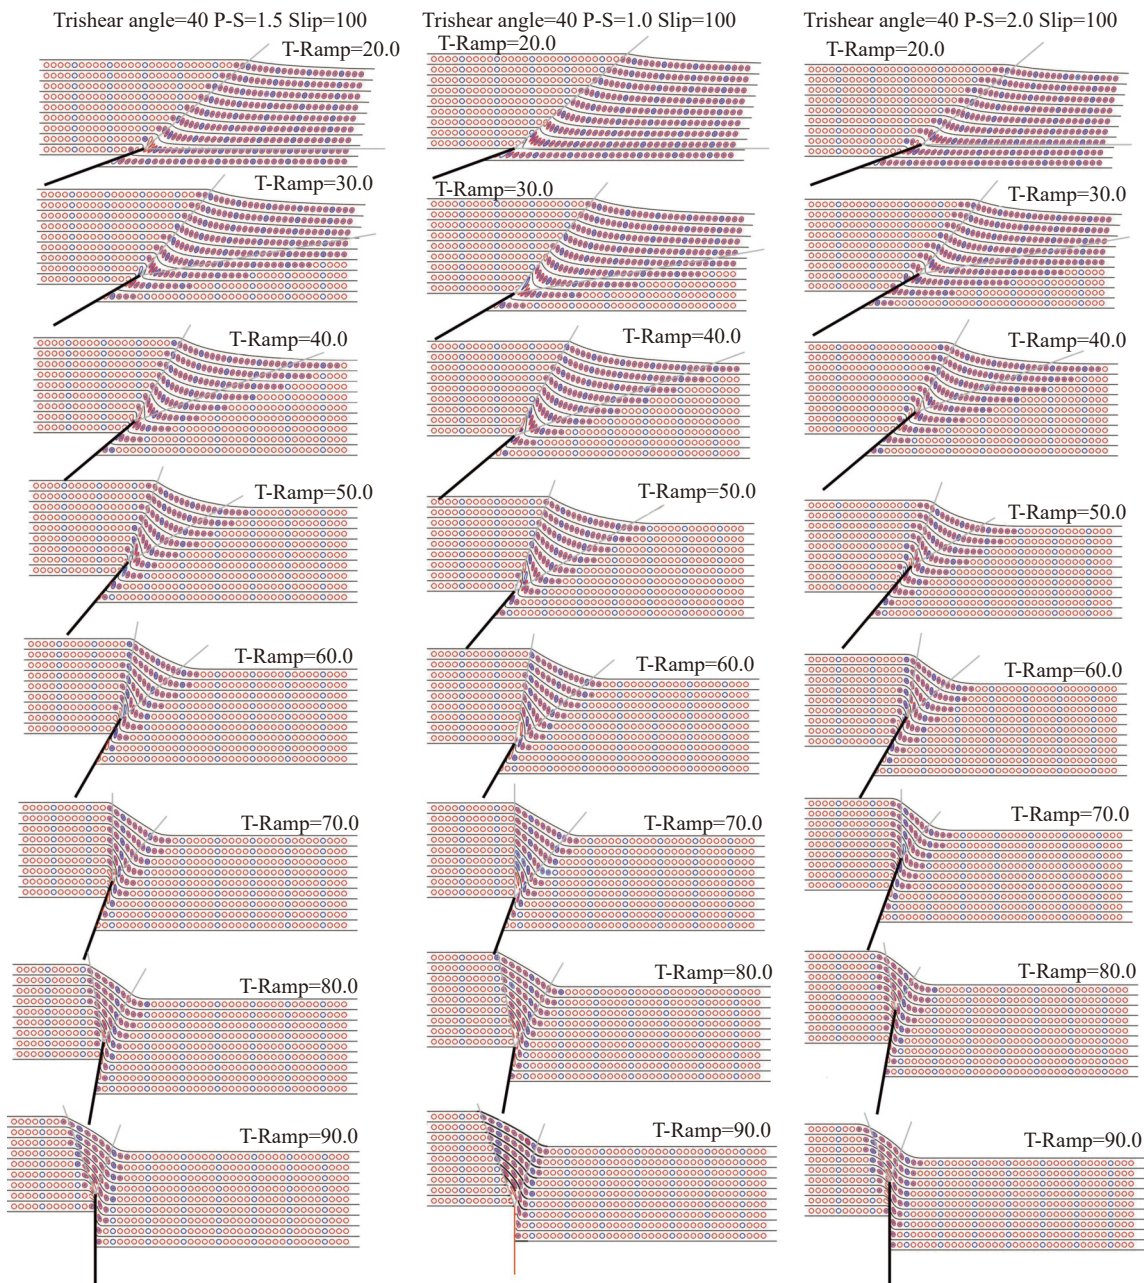 Trishear angle=40 P-S=1.5 Slip=100
Trishear angle=40 P-S=1.0 Slip=100
Trishear angle=40 P-S=2.0 Slip=100
T-Ramp=20.0
T-Ramp=20.0
T-Ramp=20.0
T-Ramp=30.0
T-Ramp=30.0
T-Ramp=30.0
T-Ramp=40.0
T-Ramp=40.0
T-Ramp=40.0
T-Ramp=50.0
T-Ramp=50.0
T-Ramp=50.0
T-Ramp=60.0
T-Ramp=60.0
T-Ramp=60.0
T-Ramp=70.0
T-Ramp=70.0
T-Ramp=70.0
T-Ramp=80.0
T-Ramp=80.0
T-Ramp=80.0
T-Ramp=90.0
T-Ramp=90.0
T-Ramp=90.0